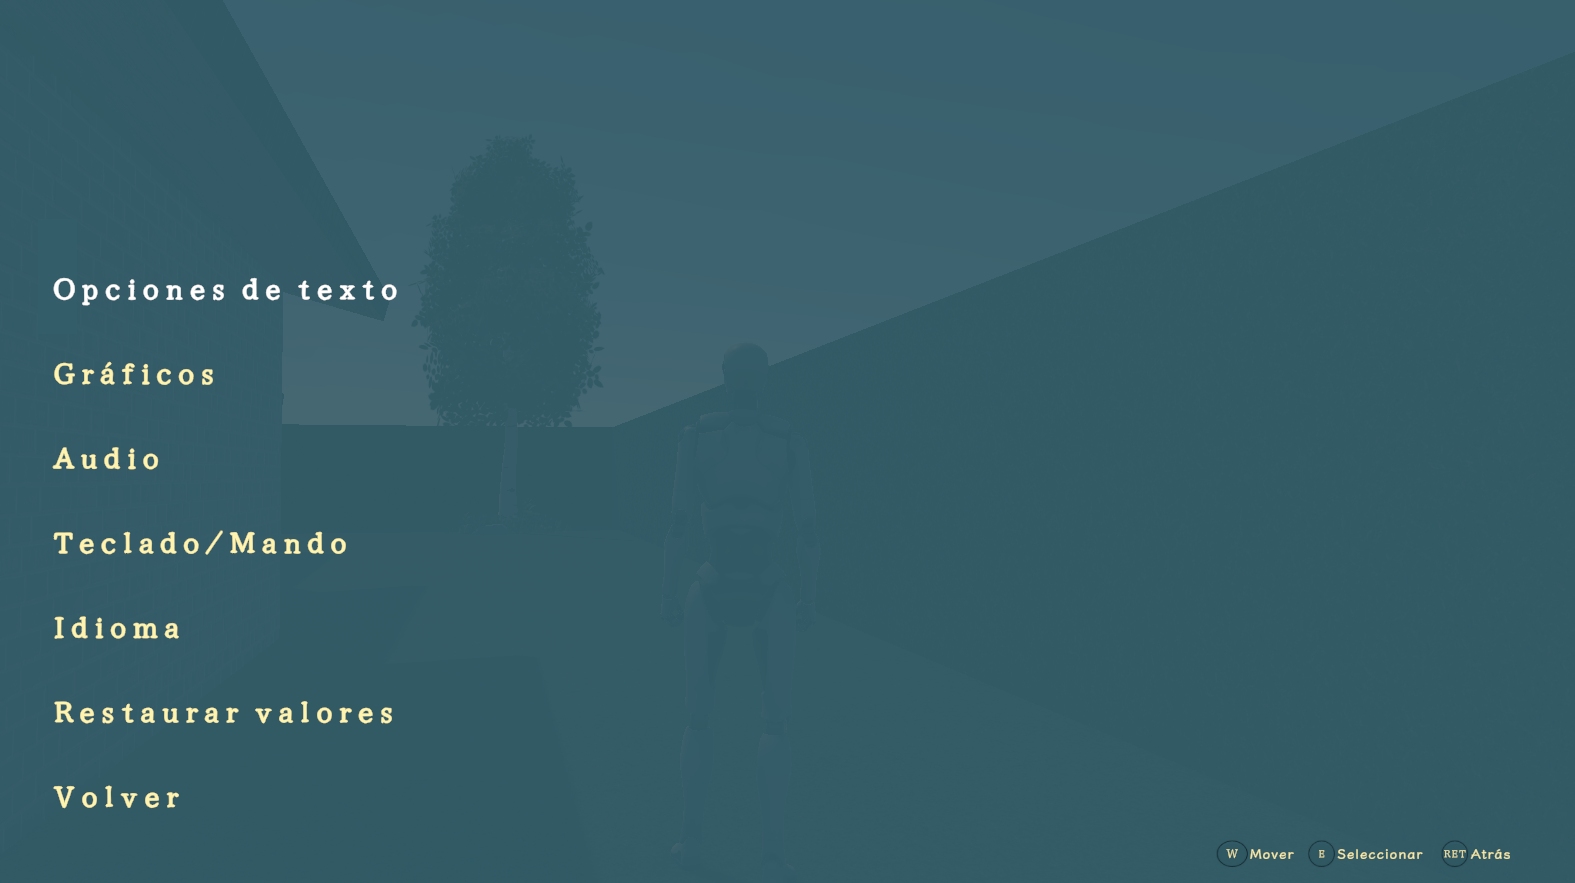 Opciones de texto
Gráficos
Audio
Teclado/Mando
Idioma
Restaurar valores
Volver
W Mover E Seleccionar RET Atrás